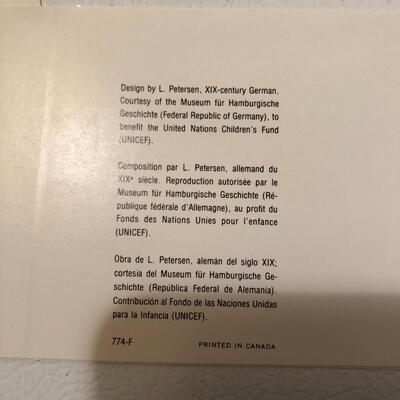 Design by L. Petersen, XIX-century German.
Courtesy of the Museum für Hamburgische
Geschichte (Federal Republic of Germany), to
benefit the United Nations Children's Fund
(UNICEF).
Composition par L. Petersen, allemand du
XIXe siècle. Reproduction autorisée par le
Museum für Hamburgische Geschichte (Ré-
publique fédérale d'Allemagne), au profit du
Fonds des Nations Unies pour l'enfance
(UNICEF).
Obra de L. Petersen, alemán del siglo XIX;
cortesía del Museum für Hamburgische Ge-
schichte (República Federal de Alemania).
Contribución al Fondo de las Naciones Unidas
para la Infancia (UNICEF).
774-F PRINTED IN CANADA